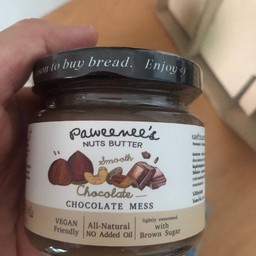 son to buy bread. Enjoy
Paweenee's
NUTS BUTTER
Smooth
Chocolate
CHOCOLATE MESS
VEGAN
Friendly
All-Natural
NO Added Oil
lightly sweetened
with
Brown Sugar